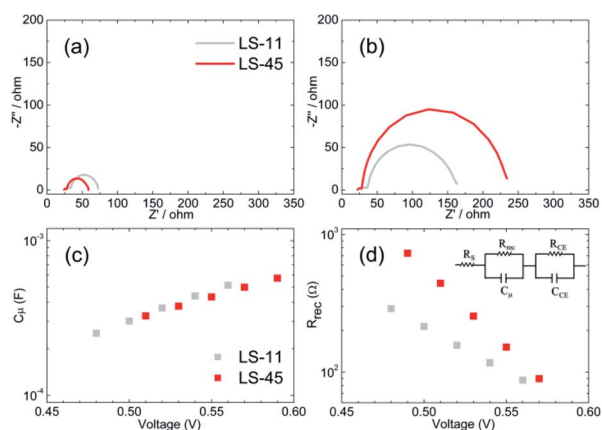 200
150
100
50
0
-Z" / ohm
(a)
LS-11
LS-45
0 50 100 150 200 250 300 350
Z' / ohm
200
150
100
50
0
-Z" / ohm
(b)
0 50 100 150 200 250 300 350
Z' / ohm
10⁻³
10⁻⁴
Cμ (F)
(c)
LS-11
LS-45
0.45 0.50 0.55 0.60
Voltage (V)
10³
10²
Rrec (Ω)
(d)
RS
Rrec
RCE
Cμ
CCE
0.45 0.50 0.55 0.60
Voltage (V)